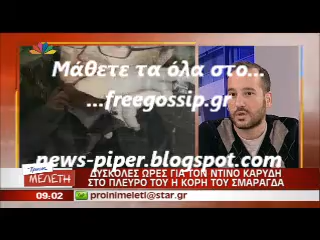 Μάθετε τα όλα στο...
...freegossip.gr
news-piper.blogspot.com
Πρωινή ΜΕΛΕΤΗ
ΔΥΣΚΟΛΕΣ ΩΡΕΣ ΓΙΑ ΤΟΝ ΝΤΙΝΟ ΚΑΡΥΔΗ
ΣΤΟ ΠΛΕΥΡΟ ΤΟΥ Η ΚΟΡΗ ΤΟΥ ΣΜΑΡΑΓΔΑ
09:02 proinimeleti@star.gr